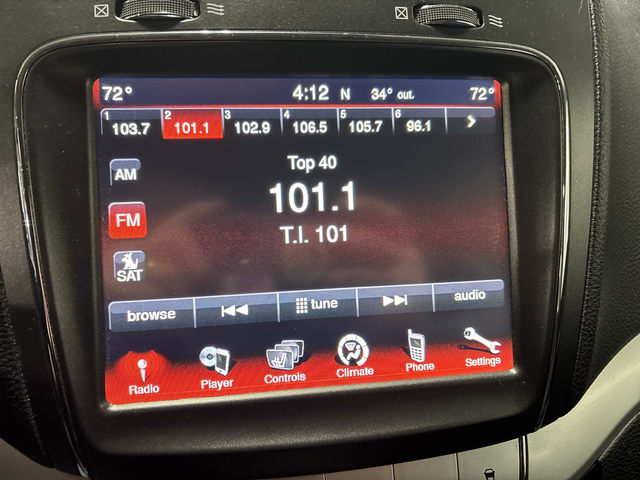 72° 4:12 N 34° out. 72°
1 103.7 2 101.1 3 102.9 4 106.5 5 105.7 6 96.1
AM
FM
SAT
Top 40
101.1
T.I. 101
browse tune audio
Radio Player Controls Climate Phone Settings